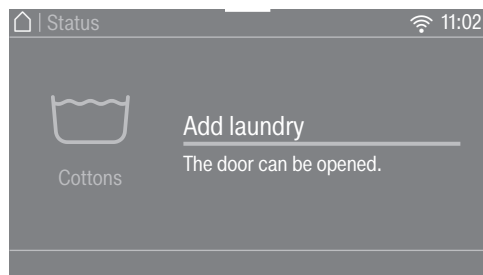 | Status
11:02
Add laundry
The door can be opened.
Cottons